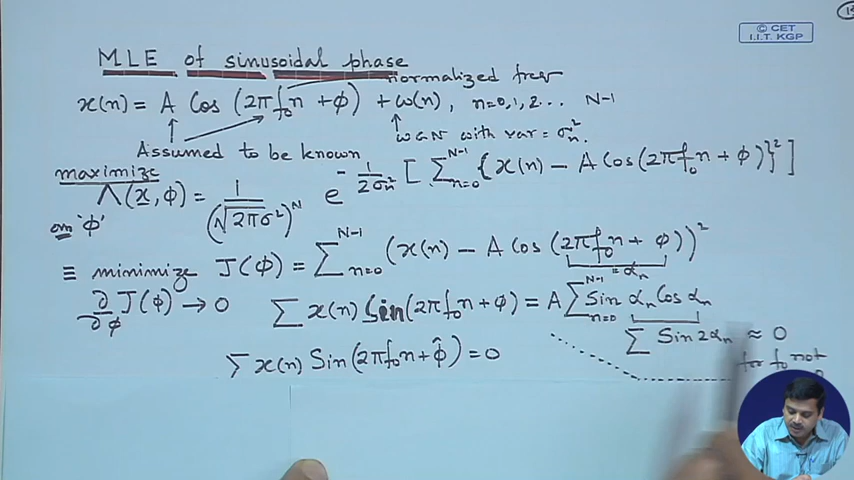 © CET
I.I.T. KGP
MLE of sinusoidal phase
normalized freq
x(n) = A Cos (2πf₀n + φ) + ω(n), n=0,1,2... N-1
Assumed to be known
WGN with var = σₙ².
maximize
Λ(x,φ) = 1/(√2πσ²)^N e^{-1/(2σₙ²) [Σ_{n=0}^{N-1} {x(n) - A Cos(2πf₀n + φ)}²]}
on 'φ'
≡ minimize J(φ) = Σ_{n=0}^{N-1} (x(n) - A Cos (2πf₀n + φ))²
= αₙ
∂/∂φ J(φ) → 0 Σ x(n) Sin(2πf₀n + φ) = A Σ_{n=0}^{N-1} Sin αₙ Cos αₙ
Σ Sin 2αₙ ≈ 0
for f₀ not
Σ x(n) Sin(2πf₀n + φ̂) = 0